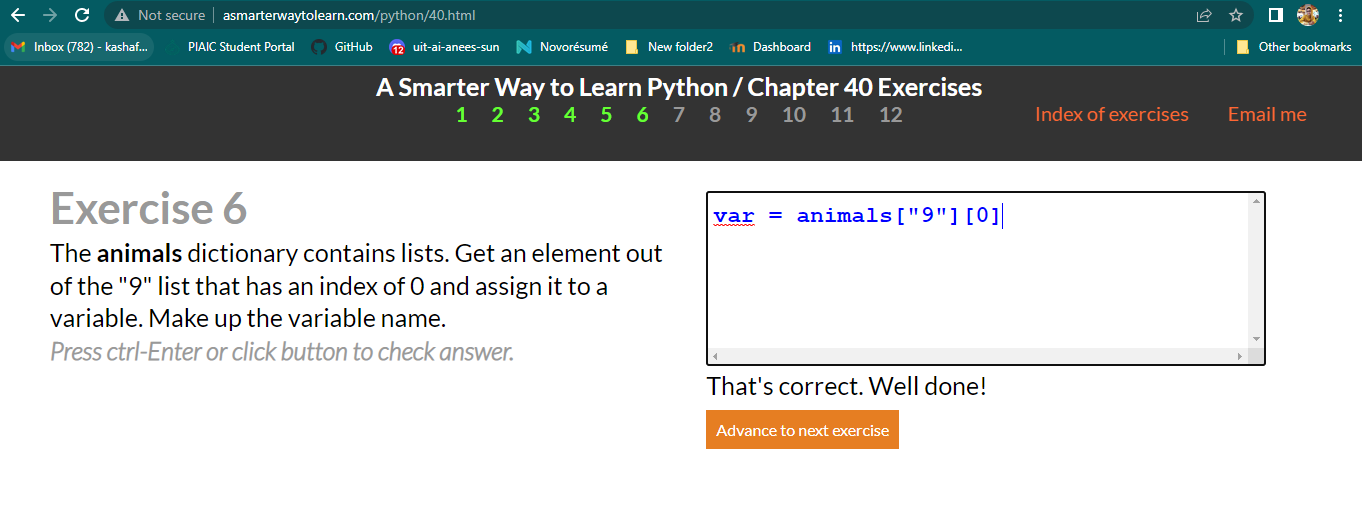 Not secure | asmarterwaytolearn.com/python/40.html
Inbox (782) - kashaf... PIAIC Student Portal GitHub 12 uit-ai-anees-sun Novorésumé New folder2 Dashboard https://www.linkedi... Other bookmarks
A Smarter Way to Learn Python / Chapter 40 Exercises
1 2 3 4 5 6 7 8 9 10 11 12 Index of exercises Email me
Exercise 6
The animals dictionary contains lists. Get an element out
of the "9" list that has an index of 0 and assign it to a
variable. Make up the variable name.
Press ctrl-Enter or click button to check answer.
var = animals["9"][0]
That's correct. Well done!
Advance to next exercise